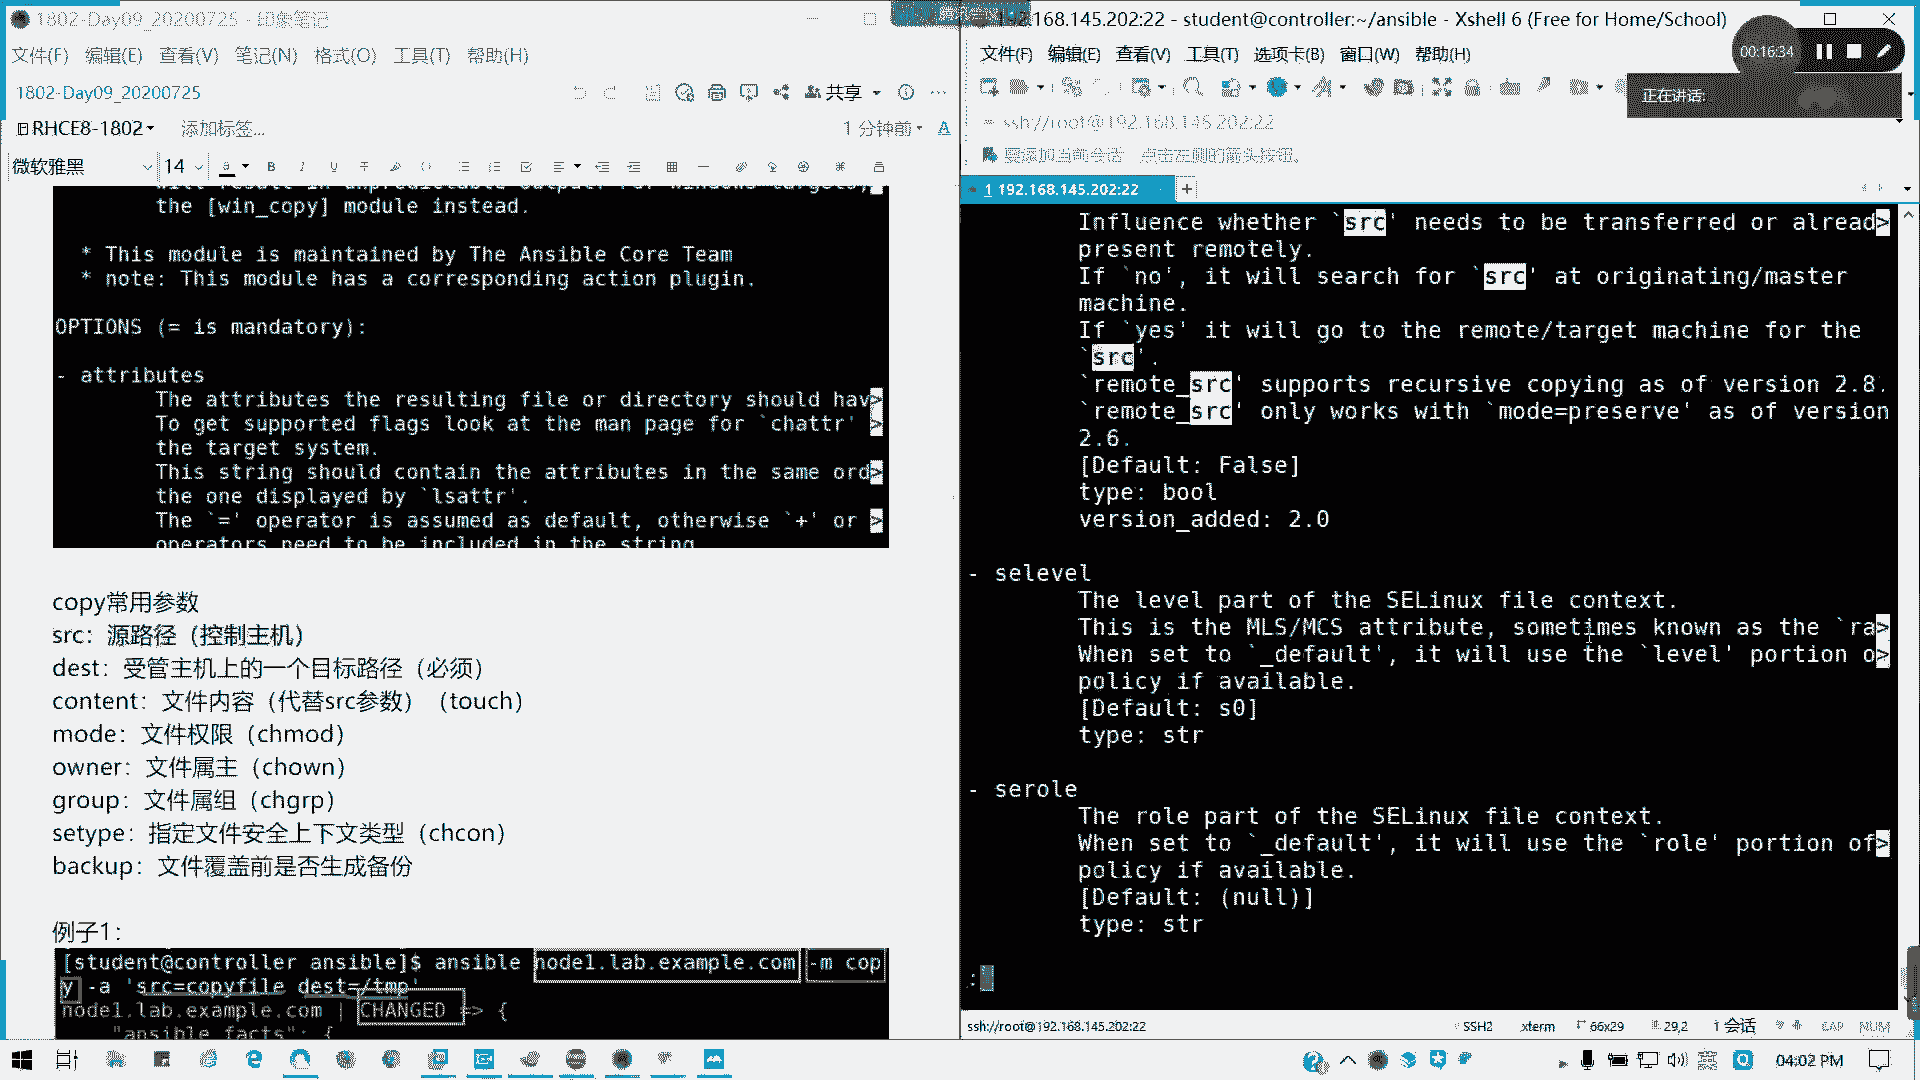 1802-Day09_20200725 - 印象笔记
文件(F) 编辑(E) 查看(V) 笔记(N) 格式(O) 工具(T) 帮助(H)
1802-Day09_20200725
共享
RHCE8-1802
添加标签...
1 分钟前
微软雅黑
14
the [win_copy] module instead.
* This module is maintained by The Ansible Core Team
* note: This module has a corresponding action plugin.
OPTIONS (= is mandatory):
- attributes
The attributes the resulting file or directory should hav>
To get supported flags look at the man page for `chattr' >
the target system.
This string should contain the attributes in the same ord>
the one displayed by `lsattr'.
The `=' operator is assumed as default, otherwise `+' or >
operators need to be included in the string
copy常用参数
src：源路径（控制主机）
dest：受管主机上的一个目标路径（必须）
content：文件内容（代替src参数）（touch）
mode：文件权限（chmod）
owner：文件属主（chown）
group：文件属组（chgrp）
setype：指定文件安全上下文类型（chcon）
backup：文件覆盖前是否生成备份
例子1：
[student@controller ansible]$ ansible node1.lab.example.com -m cop
y -a 'src=copyfile dest=/tmp'
node1.lab.example.com | CHANGED => {
"ansible_facts": {
192.168.145.202:22 - student@controller:~/ansible - Xshell 6 (Free for Home/School)
文件(F) 编辑(E) 查看(V) 工具(T) 选项卡(B) 窗口(W) 帮助(H)
00:16:34
正在讲话:
ssh://root@192.168.145.202:22
要添加当前会话，点击左侧的箭头按钮。
1 192.168.145.202:22
Influence whether `src' needs to be transferred or alread>
present remotely.
If `no', it will search for `src' at originating/master
machine.
If `yes' it will go to the remote/target machine for the
`src'.
`remote_src' supports recursive copying as of version 2.8.
`remote_src' only works with `mode=preserve' as of version
2.6.
[Default: False]
type: bool
version_added: 2.0
- selevel
The level part of the SELinux file context.
This is the MLS/MCS attribute, sometimes known as the `ra>
When set to `_default', it will use the `level' portion o>
policy if available.
[Default: s0]
type: str
- serole
The role part of the SELinux file context.
When set to `_default', it will use the `role' portion of>
policy if available.
[Default: (null)]
type: str
:
ssh://root@192.168.145.202:22
SSH2
xterm
66x29
29,2
1 会话
CAP
NUM
英
04:02 PM